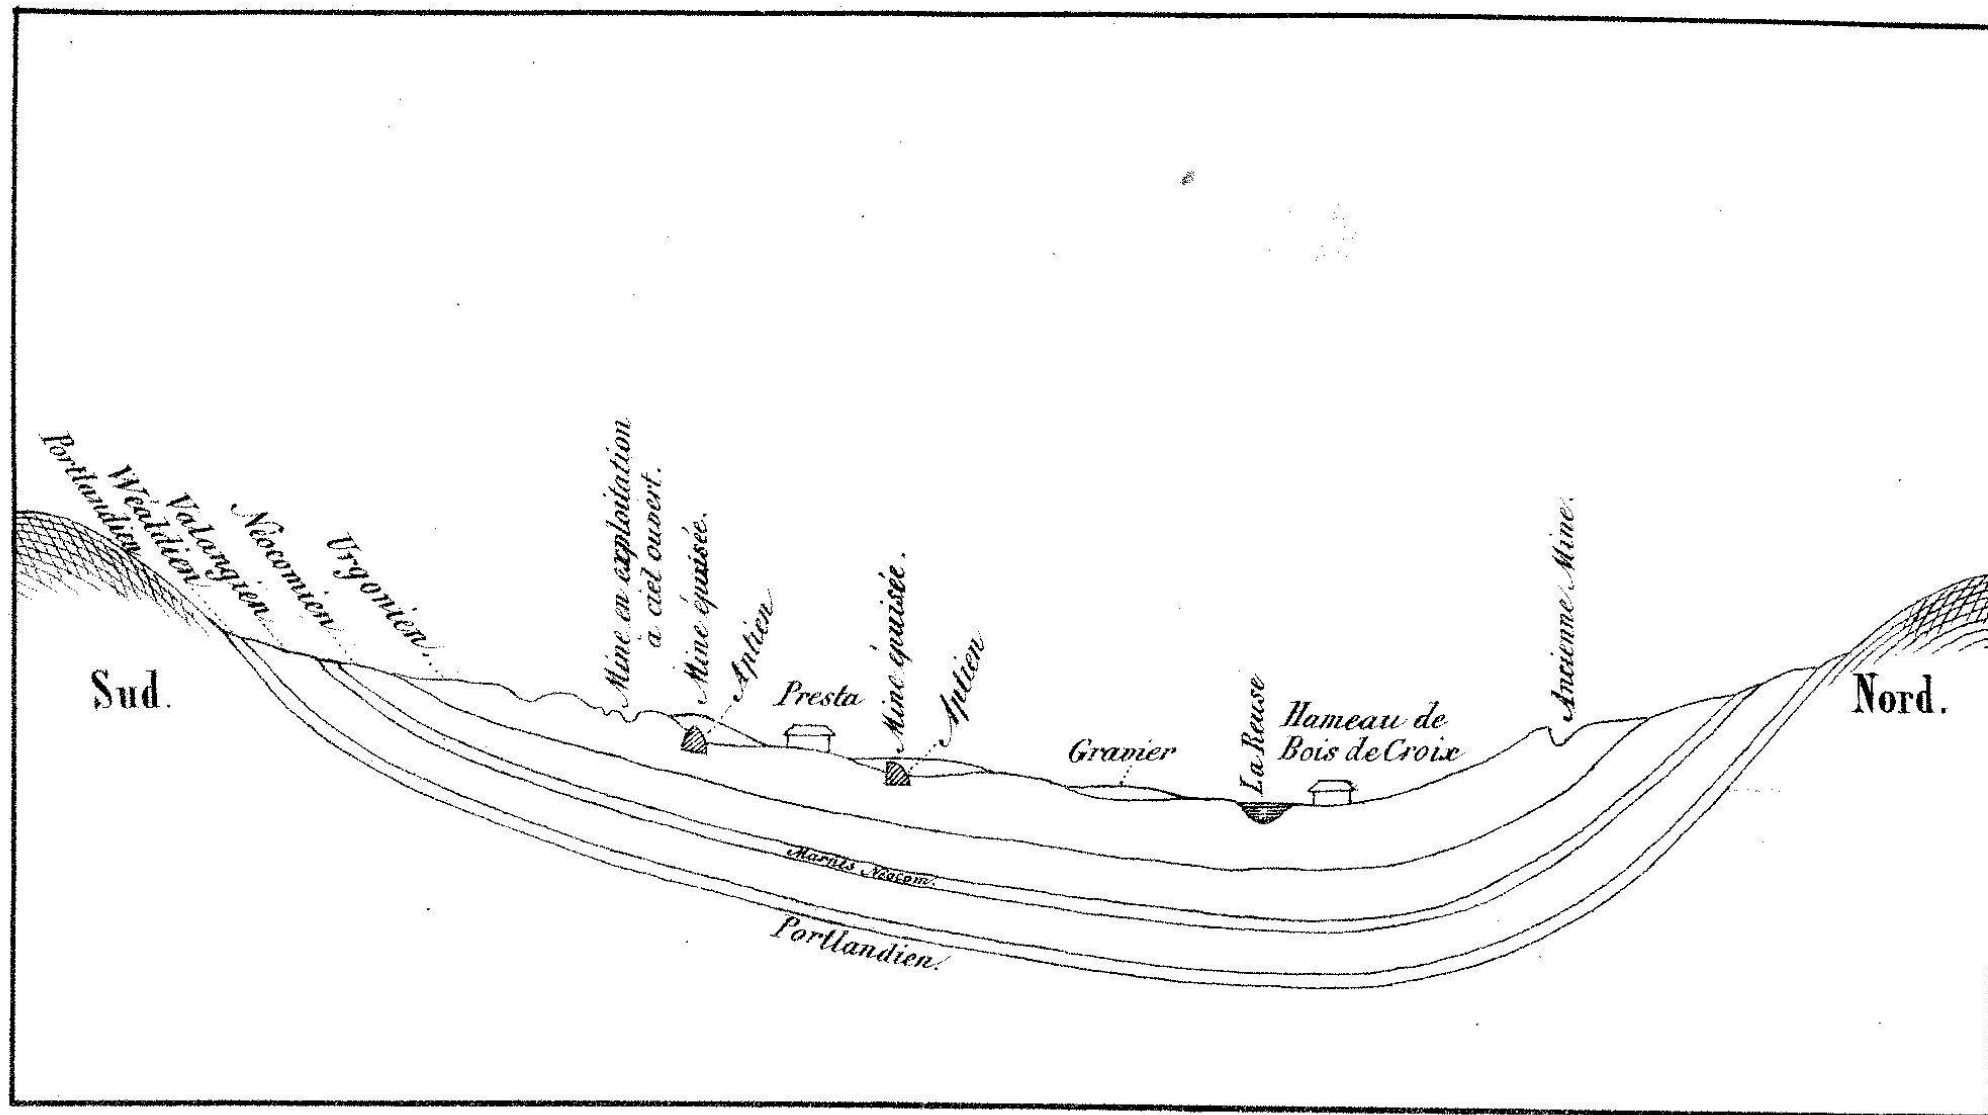 Portlandien
Wealdien
Valangien
Néocomien
Urgonien.
Mine en exploitation
à ciel ouvert.
Mine épuisée.
Aptien
Presta
Mine épuisée.
Aptien
Gravier
La Reuse
Hameau de
Bois de Croix
Ancienne Mine.
Sud.
Nord.
Marnes Néocom.
Portlandien.